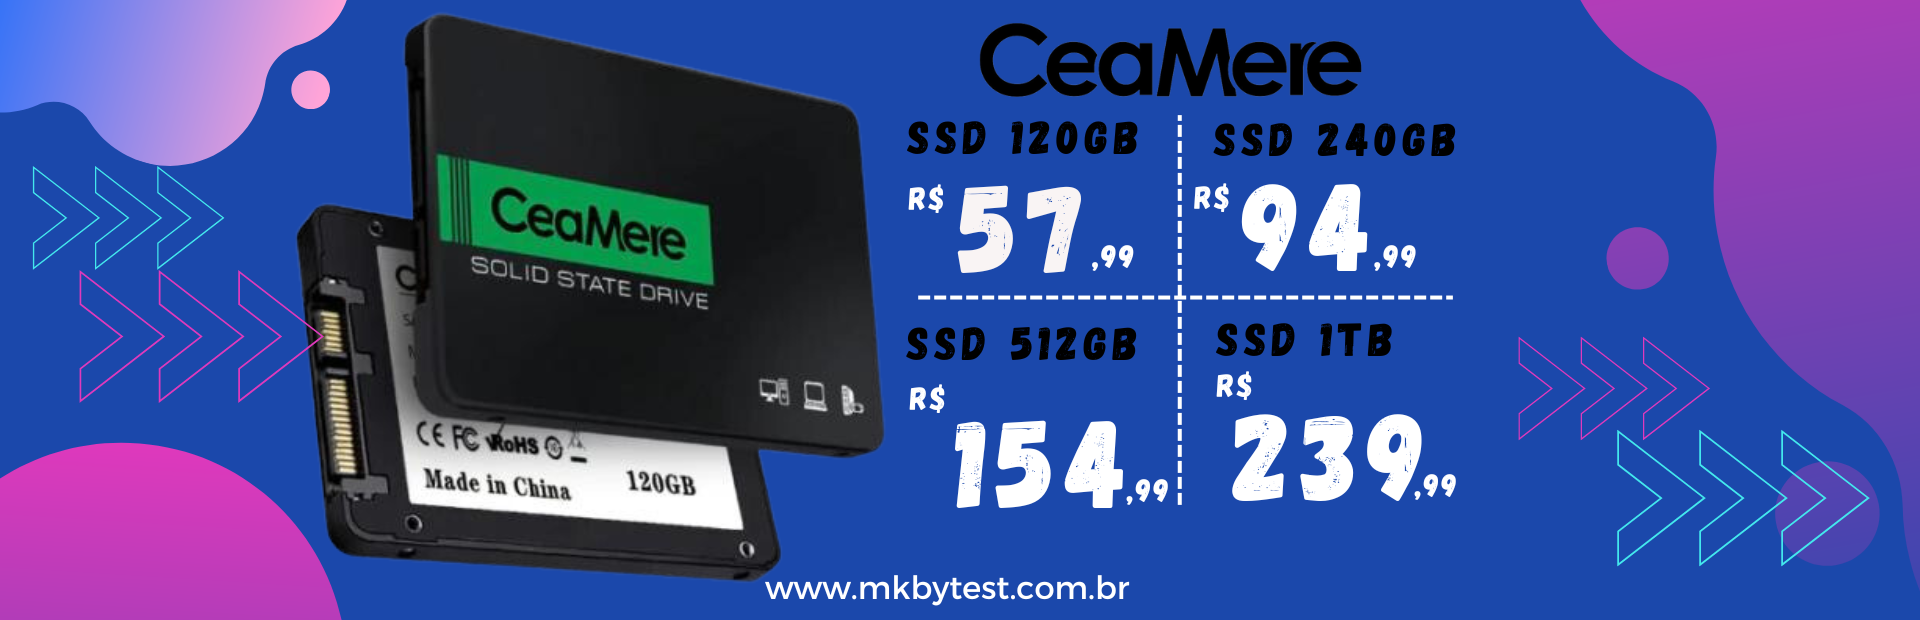 CeaMere
SSD 120GB
R$ 57,99
SSD 240GB
R$ 94,99
SSD 512GB
R$ 154,99
SSD 1TB
R$ 239,99
CeaMere
SOLID STATE DRIVE
CE FC RoHS
Made in China 120GB
www.mkbytest.com.br